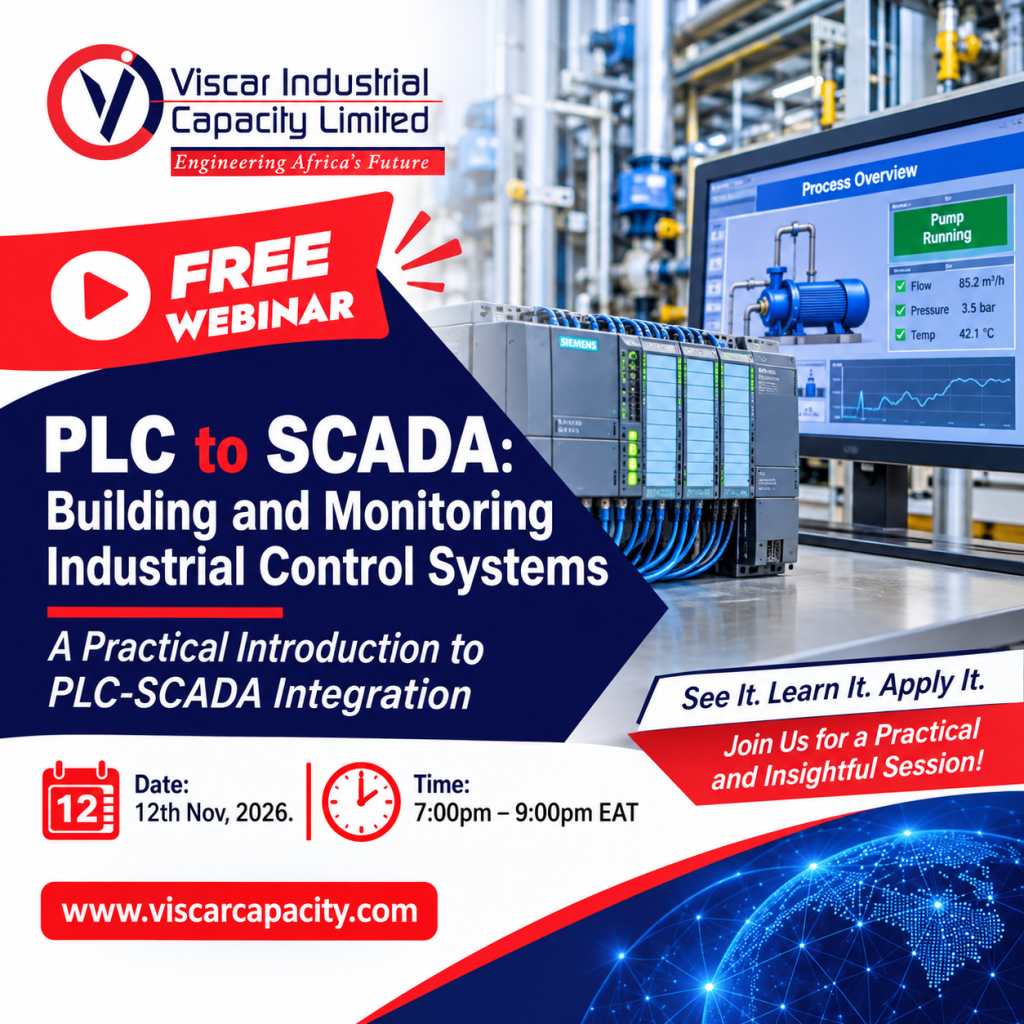 Viscar Industrial
Capacity Limited
Engineering Africa's Future
FREE
WEBINAR
PLC to SCADA:
Building and Monitoring
Industrial Control Systems
A Practical Introduction to
PLC-SCADA Integration
SIEMENS
Process Overview
Pump
Running
Flow 85.2 m³/h
Pressure 3.5 bar
Temp 42.1 °C
See It. Learn It. Apply It.
Join Us for a Practical
and Insightful Session!
12
Date:
12th Nov, 2026.
Time:
7:00pm – 9:00pm EAT
www.viscarcapacity.com